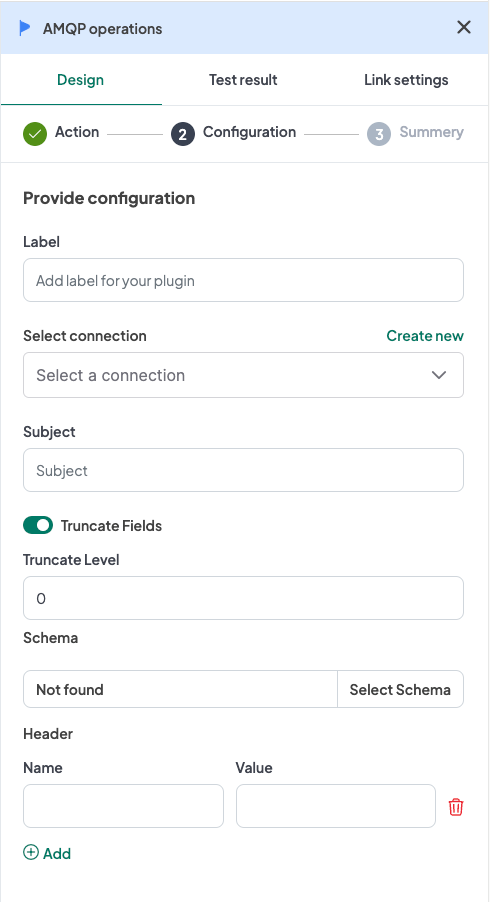 AMQP operations
Design Test result Link settings
Action 2 Configuration 3 Summery
Provide configuration
Label
Add label for your plugin
Select connection Create new
Select a connection
Subject
Subject
Truncate Fields
Truncate Level
0
Schema
Not found Select Schema
Header
Name Value
Add